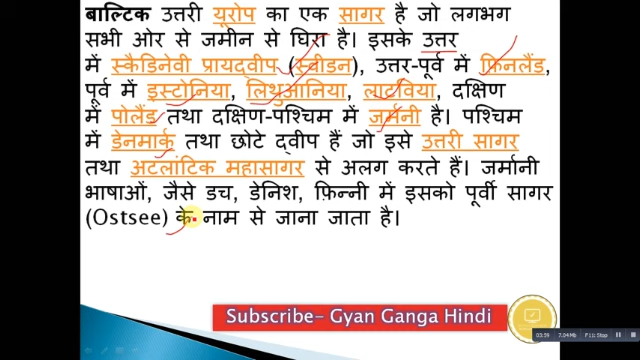 बाल्टिक उत्तरी यूरोप का एक सागर है जो लगभग
सभी ओर से जमीन से घिरा है। इसके उत्तर
में स्कैडिनेवी प्रायद्वीप (स्वीडन), उत्तर-पूर्व में फ़िनलैंड,
पूर्व में इस्टोनिया, लिथुआनिया, लाटविया, दक्षिण
में पोलैंड तथा दक्षिण-पश्चिम में जर्मनी है। पश्चिम
में डेनमार्क तथा छोटे द्वीप हैं जो इसे उत्तरी सागर
तथा अटलांटिक महासागर से अलग करते हैं। जर्मानी
भाषाओं, जैसे डच, डेनिश, फ़िन्नी में इसको पूर्वी सागर
(Ostsee) के नाम से जाना जाता है।
Subscribe- Gyan Ganga Hindi